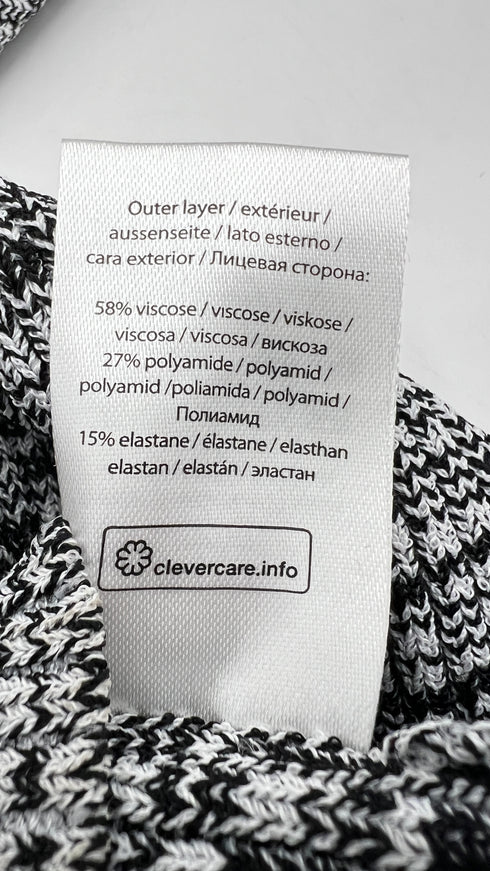 Outer layer / extérieur /
aussenseite / lato esterno /
cara exterior / Лицевая сторона:
58% viscose / viscose / viskose /
viscosa / viscosa / вискоза
27% polyamide / polyamid /
polyamid /poliamida / polyamid /
Полиамид
15% elastane / élastane / elasthan
elastan / elastán / эластан
clevercare.info